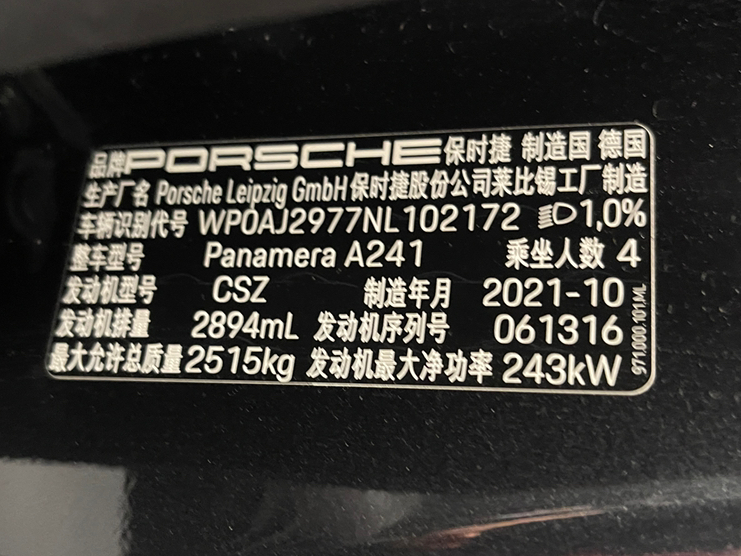 品牌 PORSCHE 保时捷 制造国 德国
生产厂名 Porsche Leipzig GmbH 保时捷股份公司莱比锡工厂制造
车辆识别代号 WP0AJ2977NL102172 1,0%
整车型号 Panamera A241 乘坐人数 4
发动机型号 CSZ 制造年月 2021-10
发动机排量 2894mL 发动机序列号 061316
最大允许总质量 2515kg 发动机最大净功率 243kW
971.000.101.ML